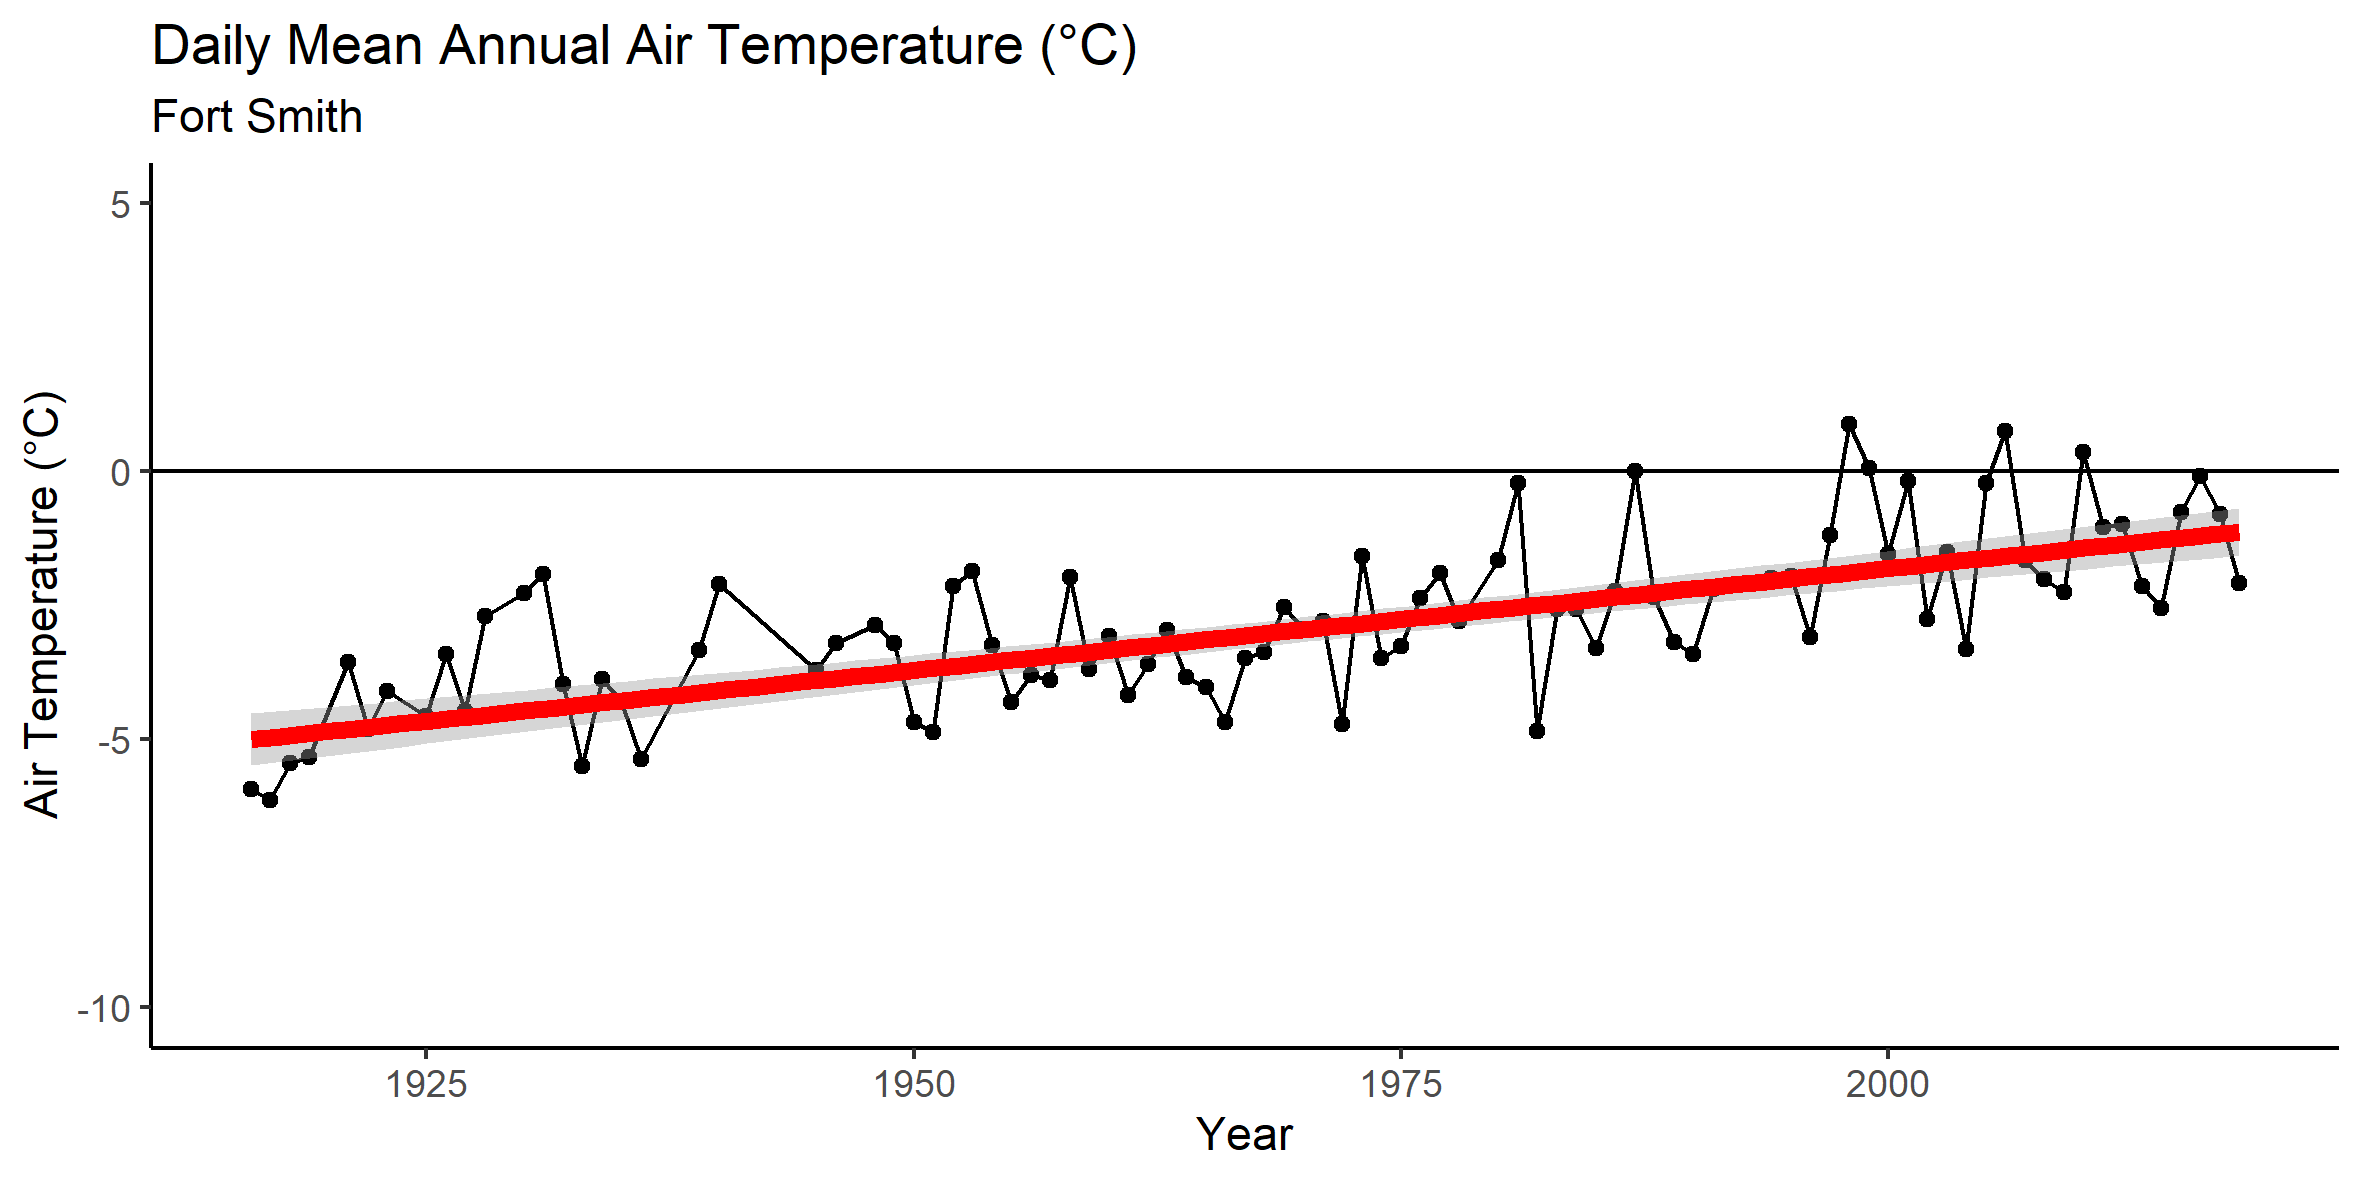 Daily Mean Annual Air Temperature (°C)
Fort Smith
Air Temperature (°C)
5
0
-5
-10
1925
1950
1975
2000
Year